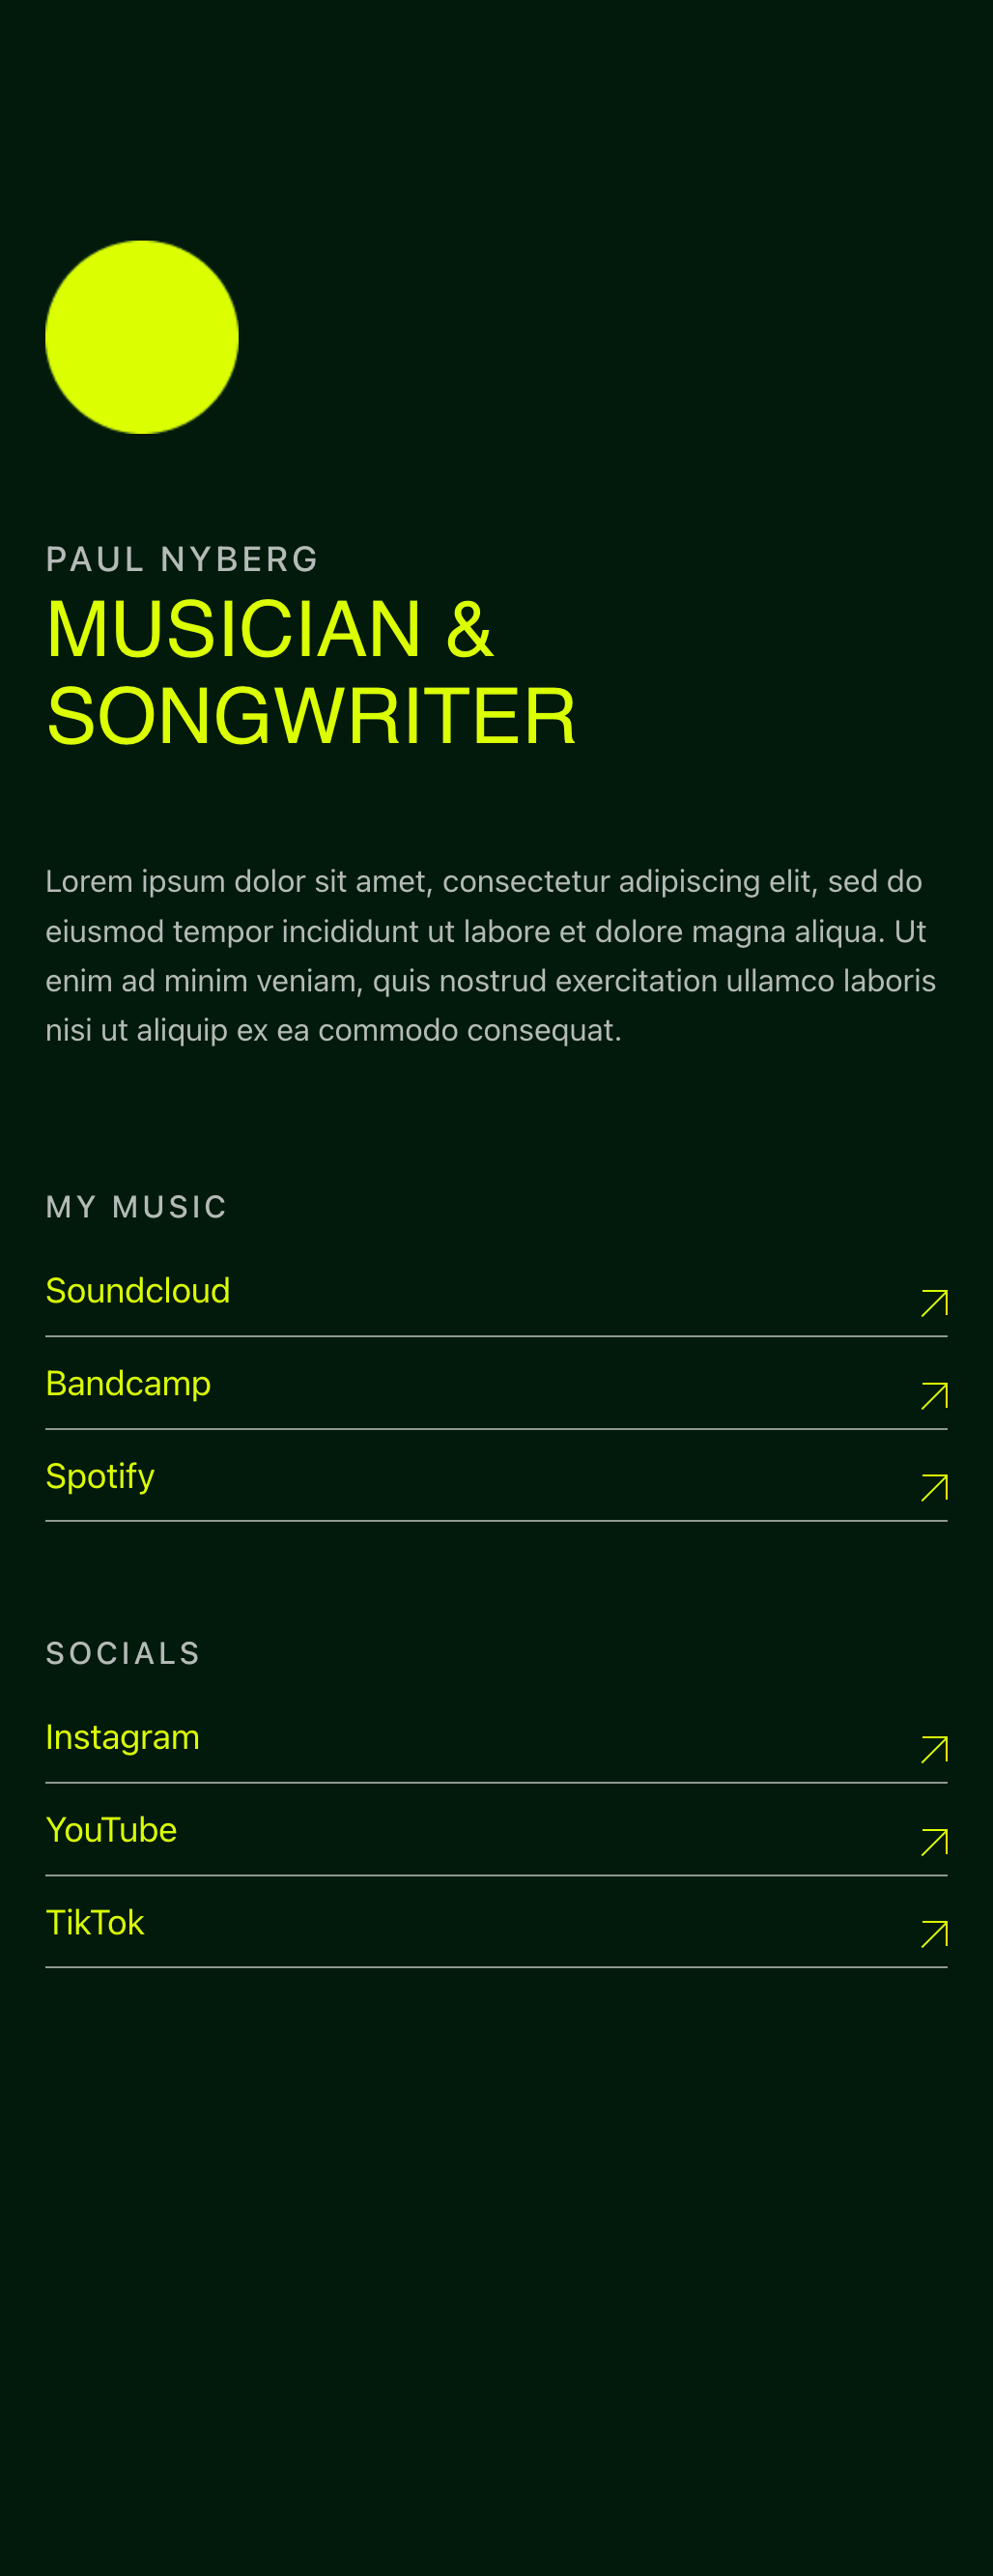 PAUL NYBERG
MUSICIAN &
SONGWRITER
Lorem ipsum dolor sit amet, consectetur adipiscing elit, sed do
eiusmod tempor incididunt ut labore et dolore magna aliqua. Ut
enim ad minim veniam, quis nostrud exercitation ullamco laboris
nisi ut aliquip ex ea commodo consequat.
MY MUSIC
Soundcloud
Bandcamp
Spotify
SOCIALS
Instagram
YouTube
TikTok